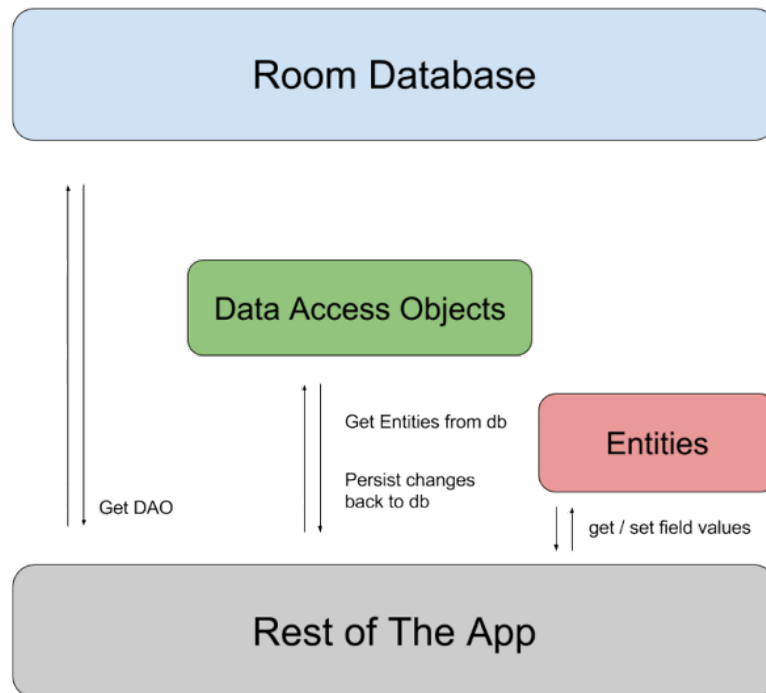 Room Database
Data Access Objects
Get Entities from db
Entities
Persist changes
back to db
Get DAO
get / set field values
Rest of The App